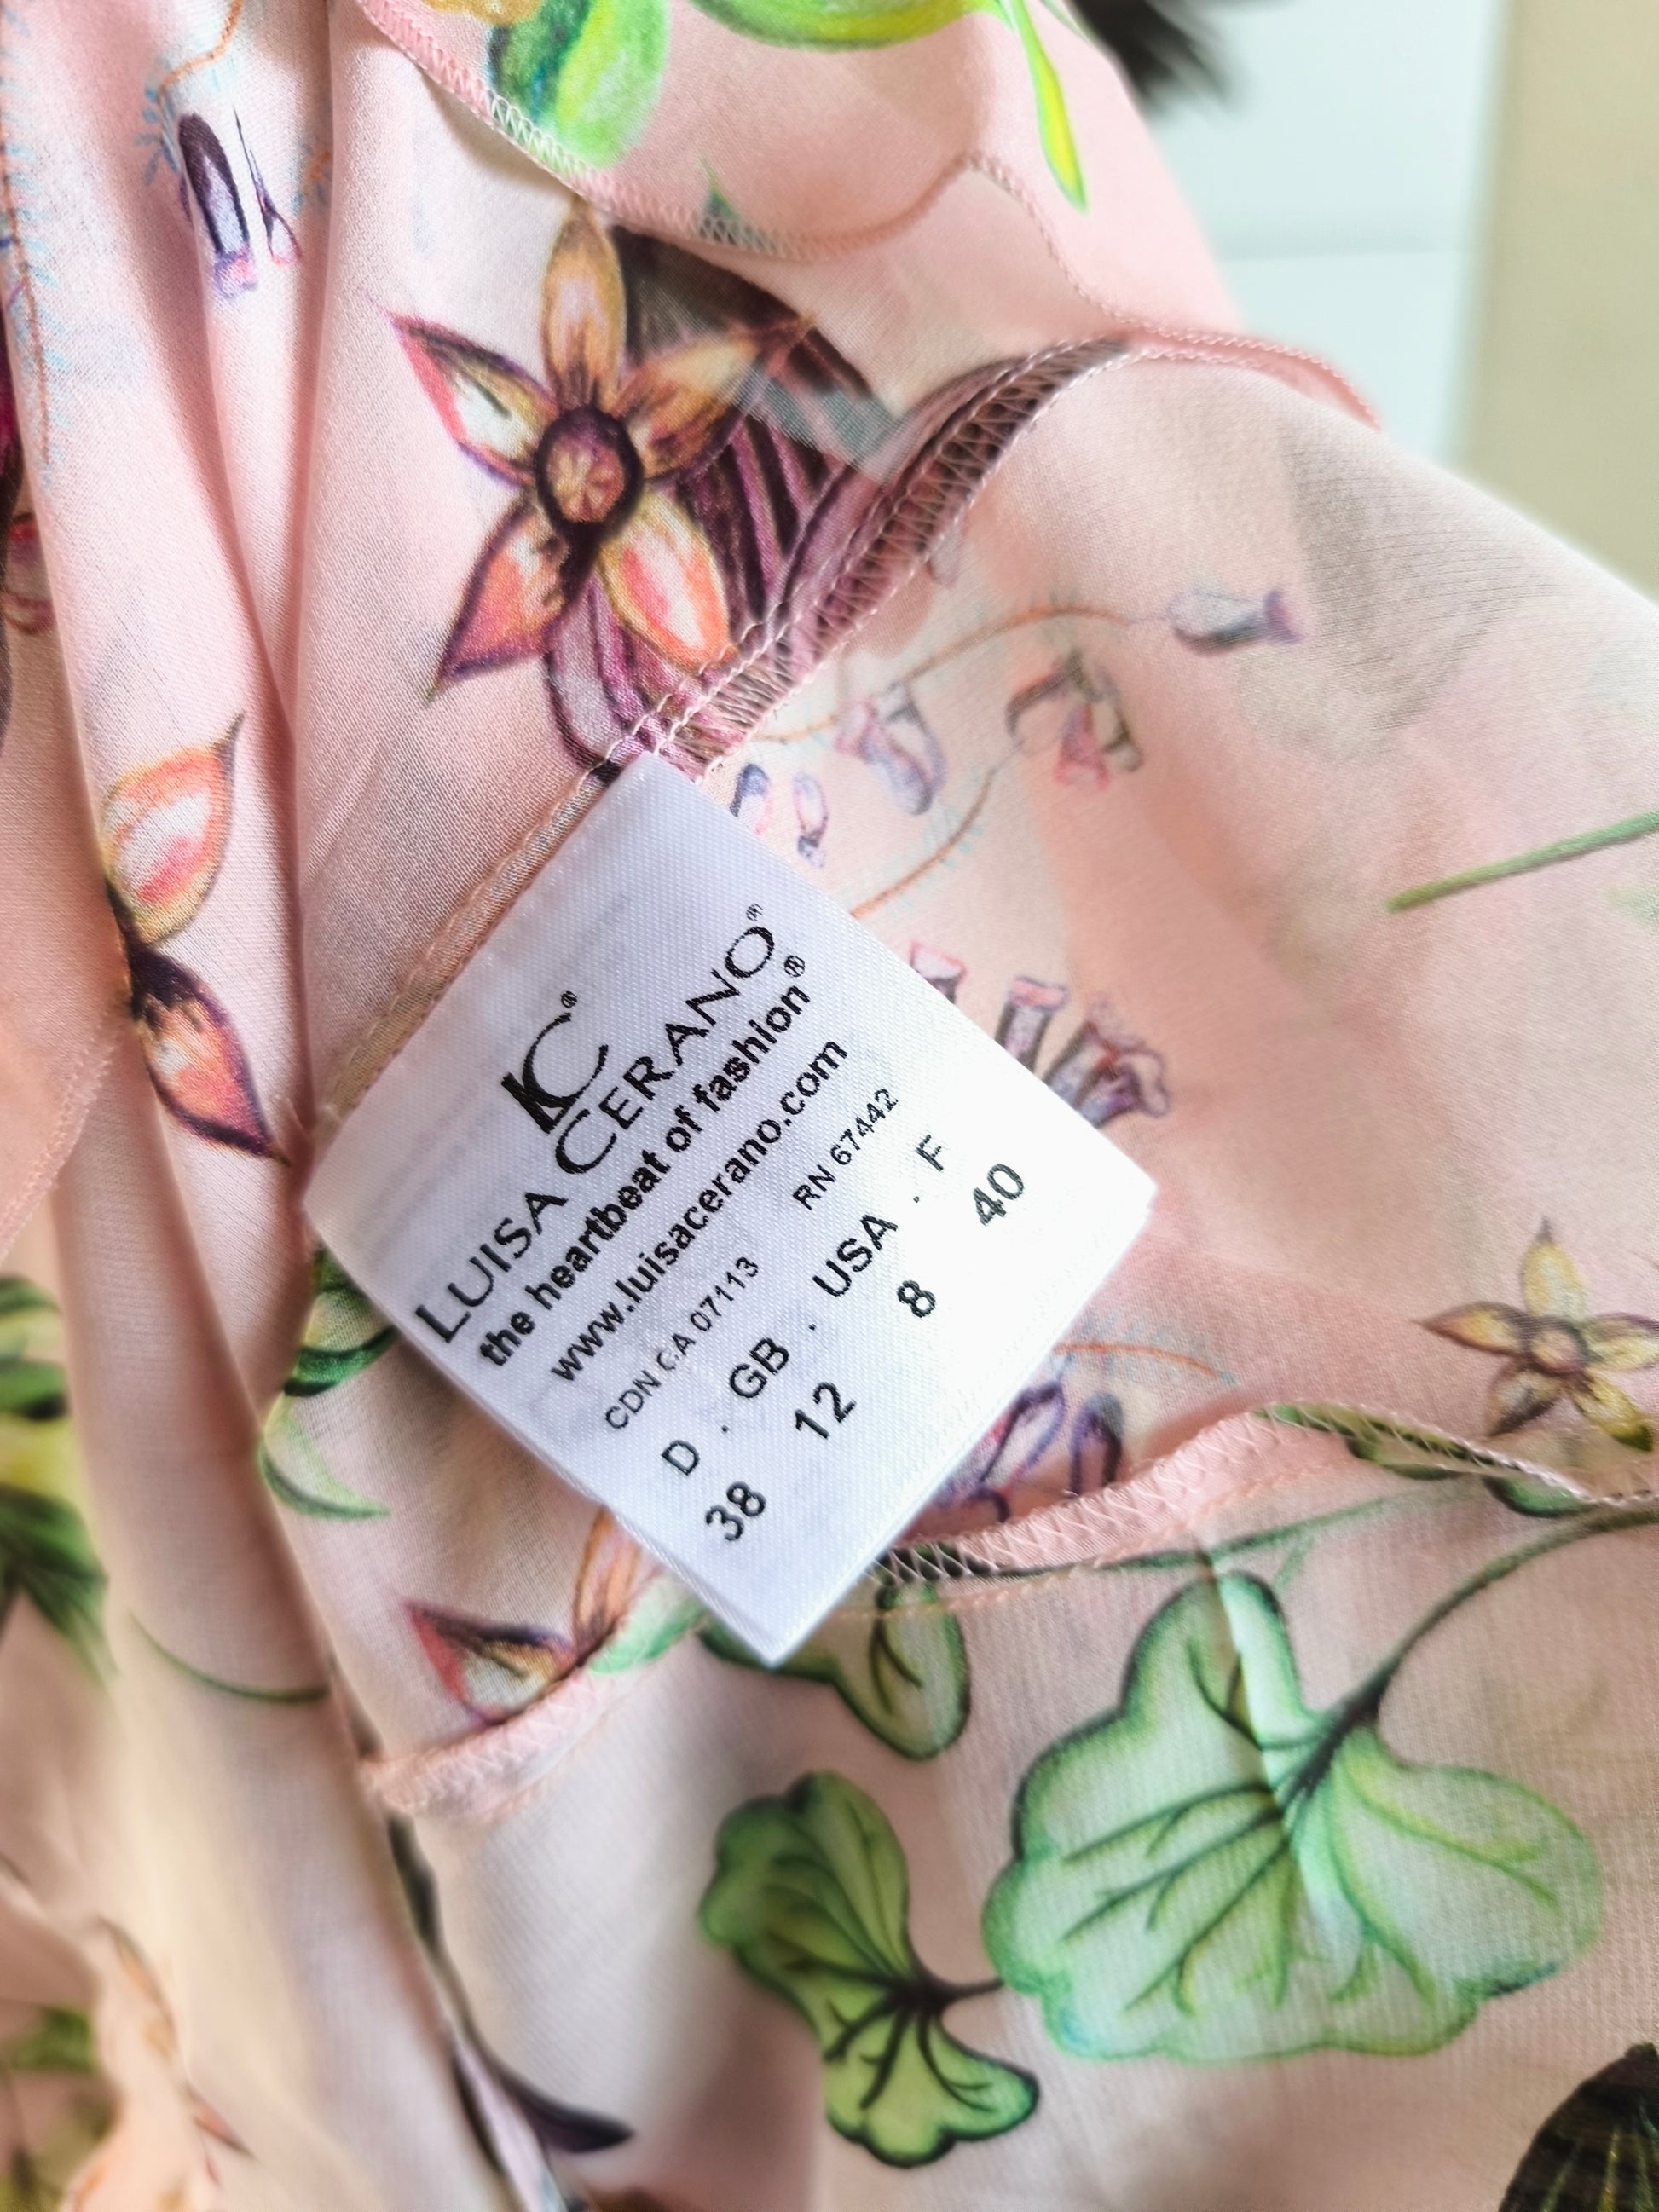 LC®
LUISA CERANO®
the heartbeat of fashion®
www.luisacerano.com
CDN CA 07113 RN 67442
D . GB . USA . F
38 12 8 40